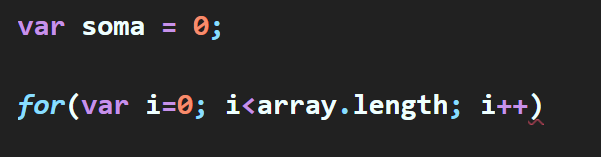 var soma = 0;
for(var i=0; i<array.length; i++)